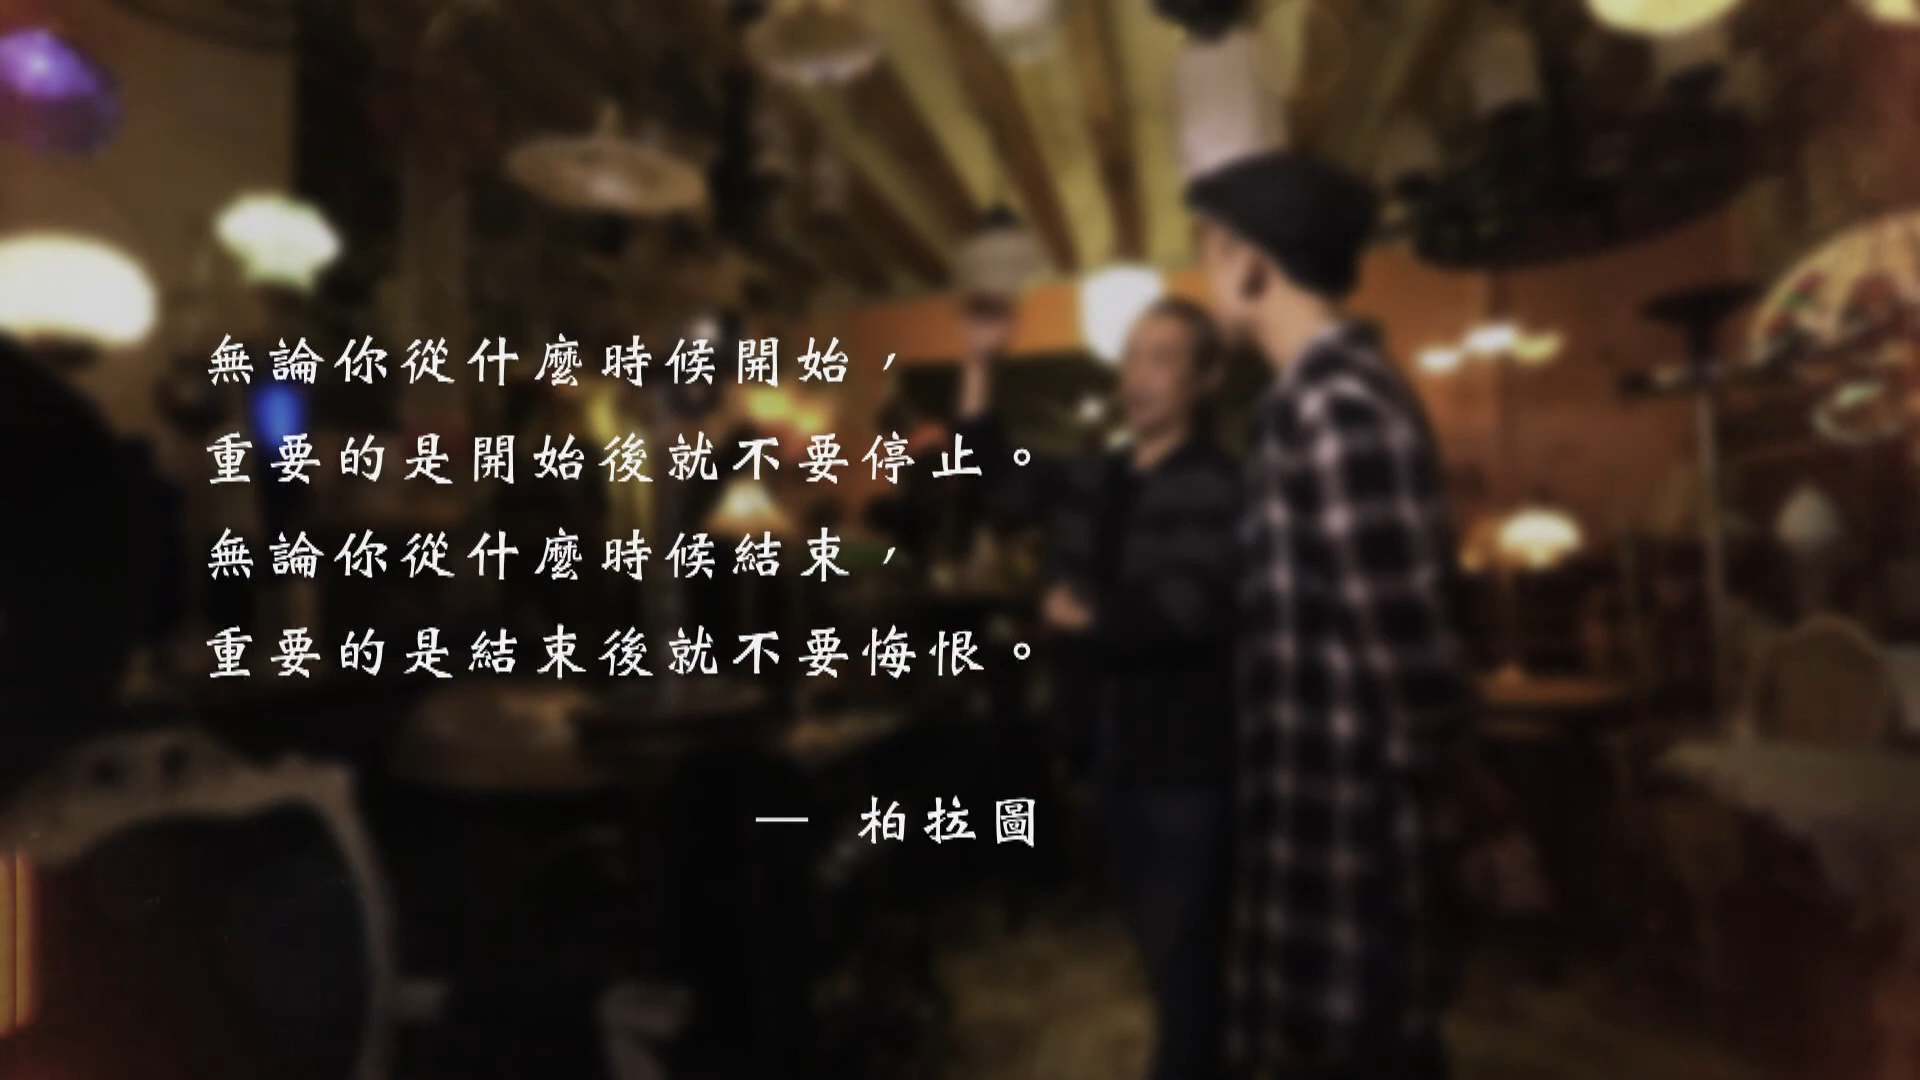 無論你從什麼時候開始，
重要的是開始後就不要停止。
無論你從什麼時候結束，
重要的是結束後就不要悔恨。
— 柏拉圖